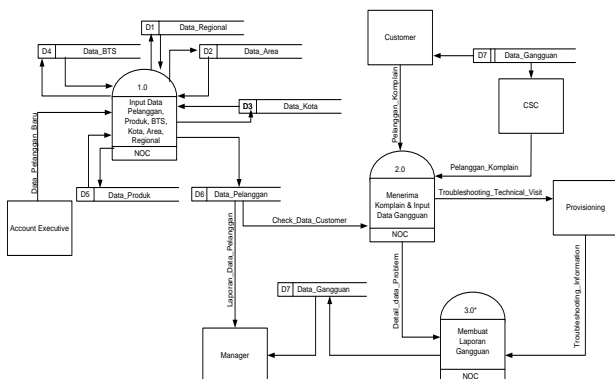 D1 Data_Regional
D4 Data_BTS
D2 Data_Area
1.0
Input Data
Pelanggan,
Produk, BTS,
Kota, Area,
Regional
NOC
D3 Data_Kota
Data_Pelanggan_Baru
D5 Data_Produk
D6 Data_Pelanggan
Account Executive
Check_Data_Customer
Laporan_Data_Pelanggan
Manager
Customer
D7 Data_Gangguan
CSC
Pelanggan_Komplain
Pelanggan_Komplain
2.0
Menerima
Komplain & Input
Data Gangguan
NOC
Troubleshooting_Technical_Visit
Provisioning
Detail_data_Problem
Troubleshooting_Information
D7 Data_Gangguan
3.0*
Membuat
Laporan
Gangguan
NOC